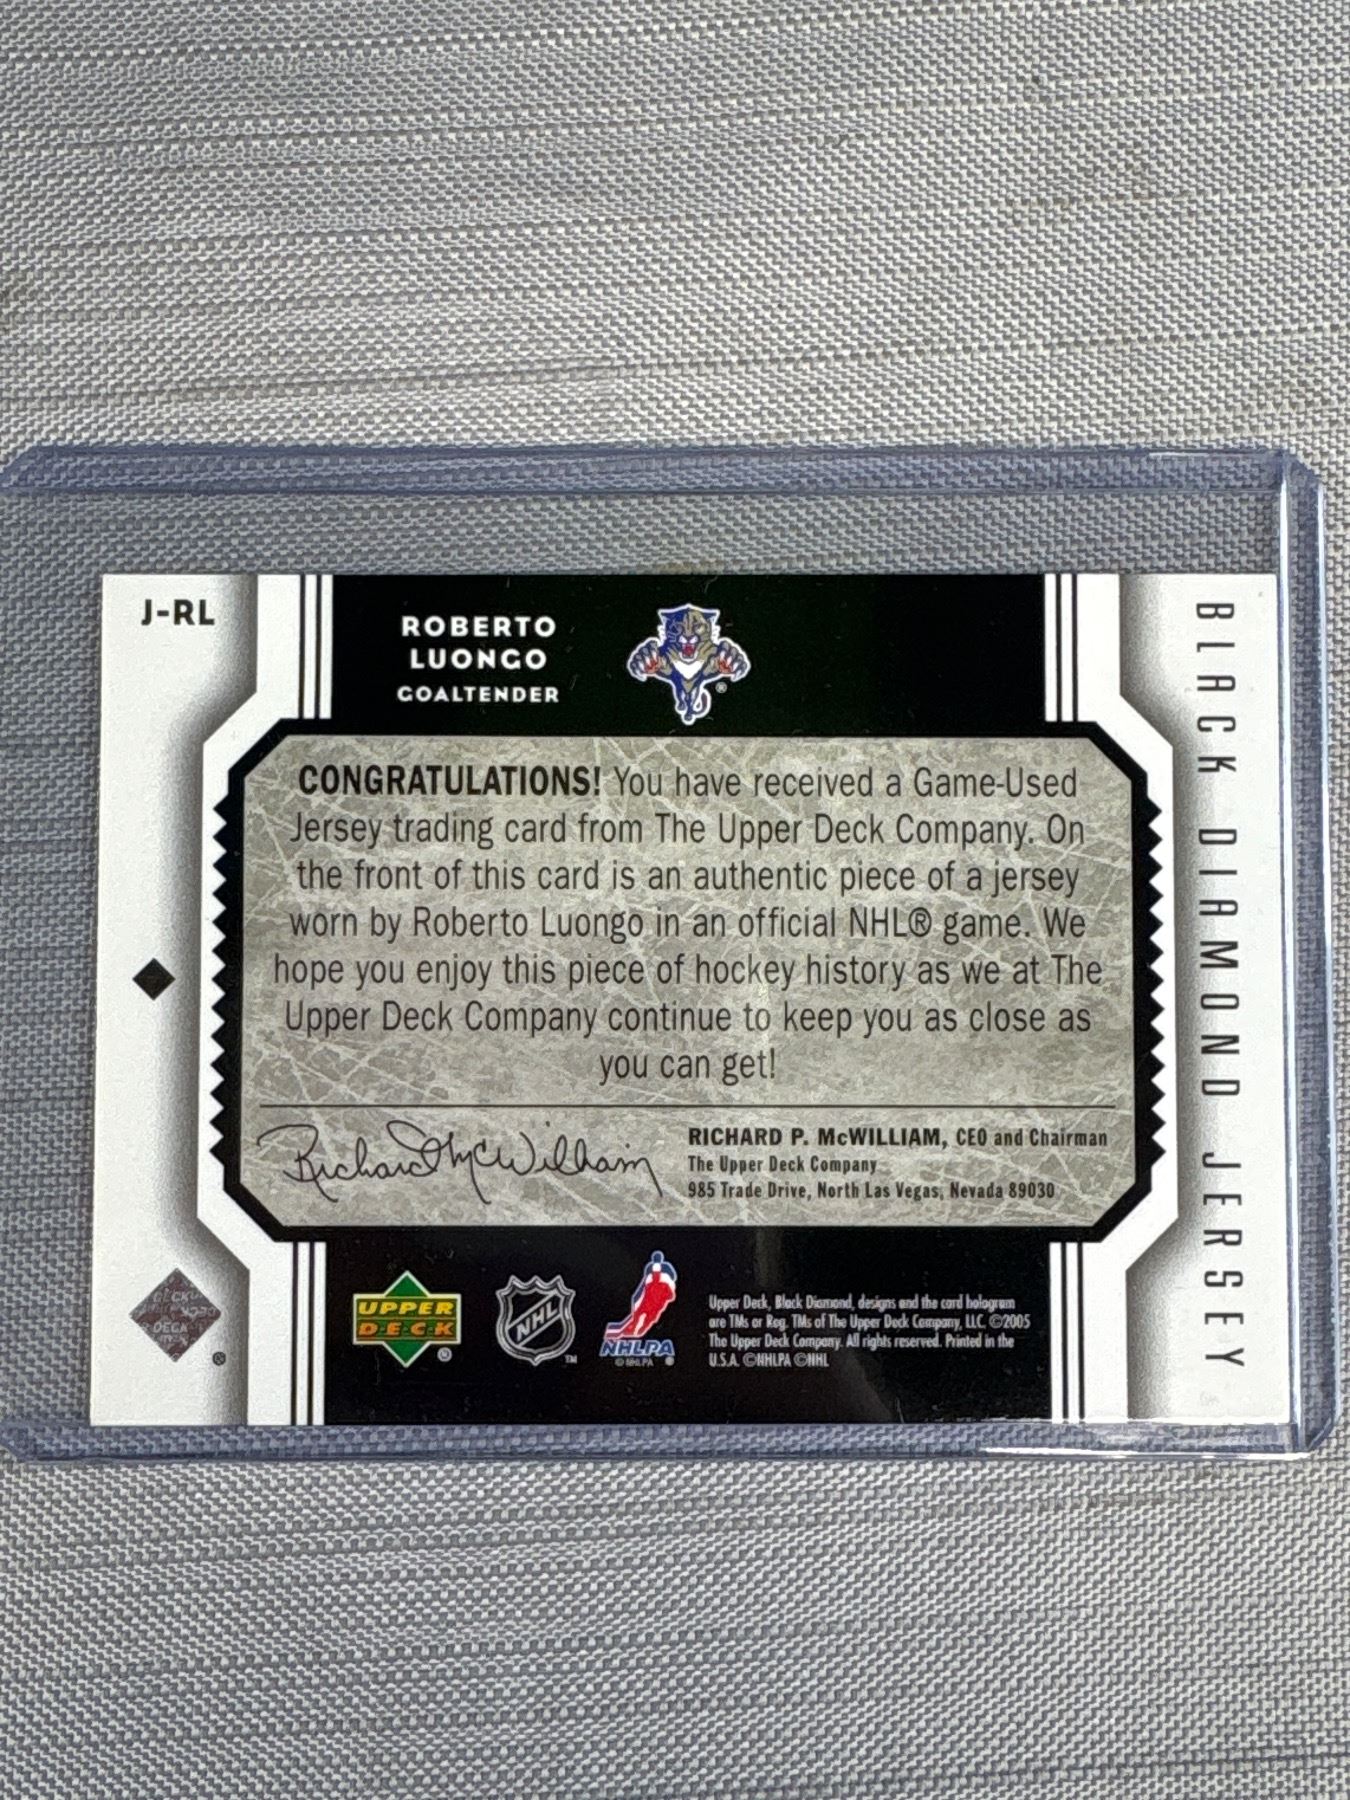 J-RL
ROBERTO
LUONGO
GOALTENDER
®
CONGRATULATIONS! You have received a Game-Used
Jersey trading card from The Upper Deck Company. On
the front of this card is an authentic piece of a jersey
worn by Roberto Luongo in an official NHL® game. We
hope you enjoy this piece of hockey history as we at The
Upper Deck Company continue to keep you as close as
you can get!
Richard McWilliam
RICHARD P. McWILLIAM, CEO and Chairman
The Upper Deck Company
985 Trade Drive, North Las Vegas, Nevada 89030
BLACK DIAMOND JERSEY
DECK
®
UPPER
DECK
®
NHL
TM
NHLPA
© NHLPA ®
Upper Deck, Black Diamond, designs and the card hologram
are TMs or Reg. TMs of The Upper Deck Company, LLC. ©2005
The Upper Deck Company. All rights reserved. Printed in the
U.S.A. ©NHLPA ©NHL